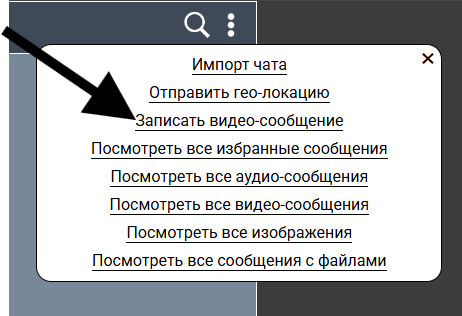 Импорт чата
Отправить гео-локацию
Записать видео-сообщение
Посмотреть все избранные сообщения
Посмотреть все аудио-сообщения
Посмотреть все видео-сообщения
Посмотреть все изображения
Посмотреть все сообщения с файлами